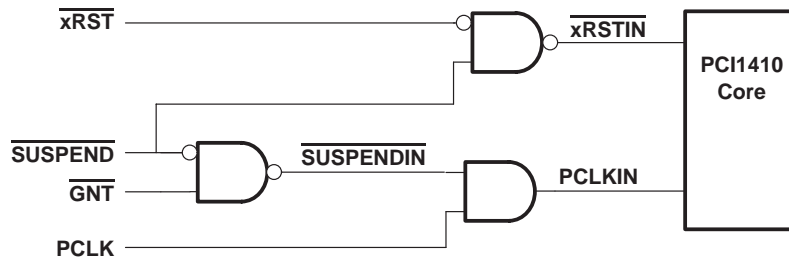 xRST
xRSTIN
PCI1410
Core
SUSPEND
SUSPENDIN
GNT
PCLKIN
PCLK